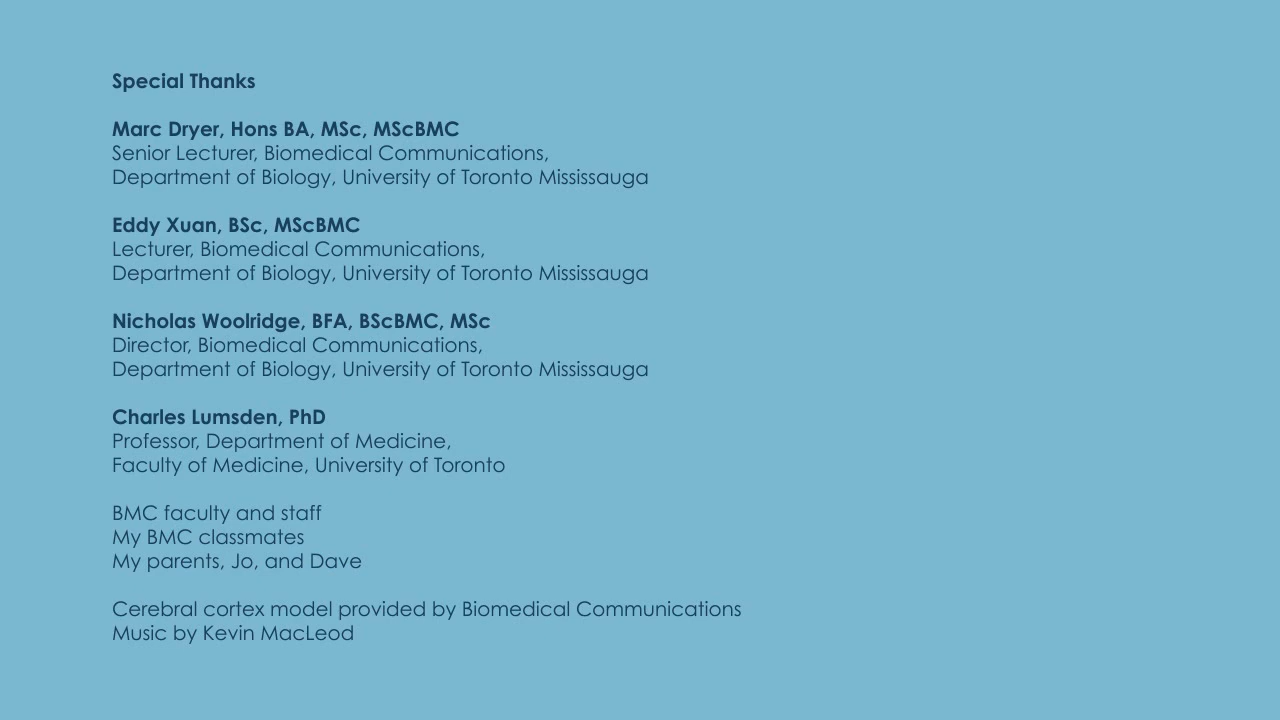 Special Thanks
Marc Dryer, Hons BA, MSc, MScBMC
Senior Lecturer, Biomedical Communications,
Department of Biology, University of Toronto Mississauga
Eddy Xuan, BSc, MScBMC
Lecturer, Biomedical Communications,
Department of Biology, University of Toronto Mississauga
Nicholas Woolridge, BFA, BScBMC, MSc
Director, Biomedical Communications,
Department of Biology, University of Toronto Mississauga
Charles Lumsden, PhD
Professor, Department of Medicine,
Faculty of Medicine, University of Toronto
BMC faculty and staff
My BMC classmates
My parents, Jo, and Dave
Cerebral cortex model provided by Biomedical Communications
Music by Kevin MacLeod